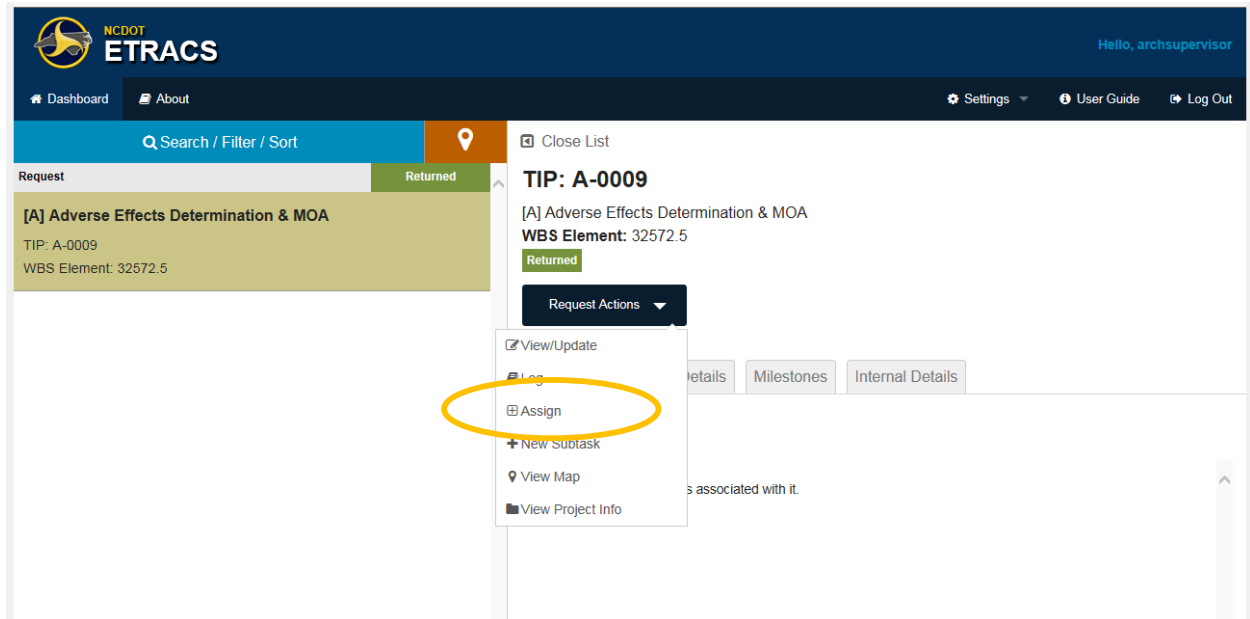 NCDOT
ETRACS
Hello, archsupervisor
Dashboard About Settings User Guide Log Out
Search / Filter / Sort
Request Returned
[A] Adverse Effects Determination & MOA
TIP: A-0009
WBS Element: 32572.5
Close List
TIP: A-0009
[A] Adverse Effects Determination & MOA
WBS Element: 32572.5
Returned
Request Actions
View/Update
Log
Assign
New Subtask
View Map
View Project Info
Milestones Internal Details
associated with it.